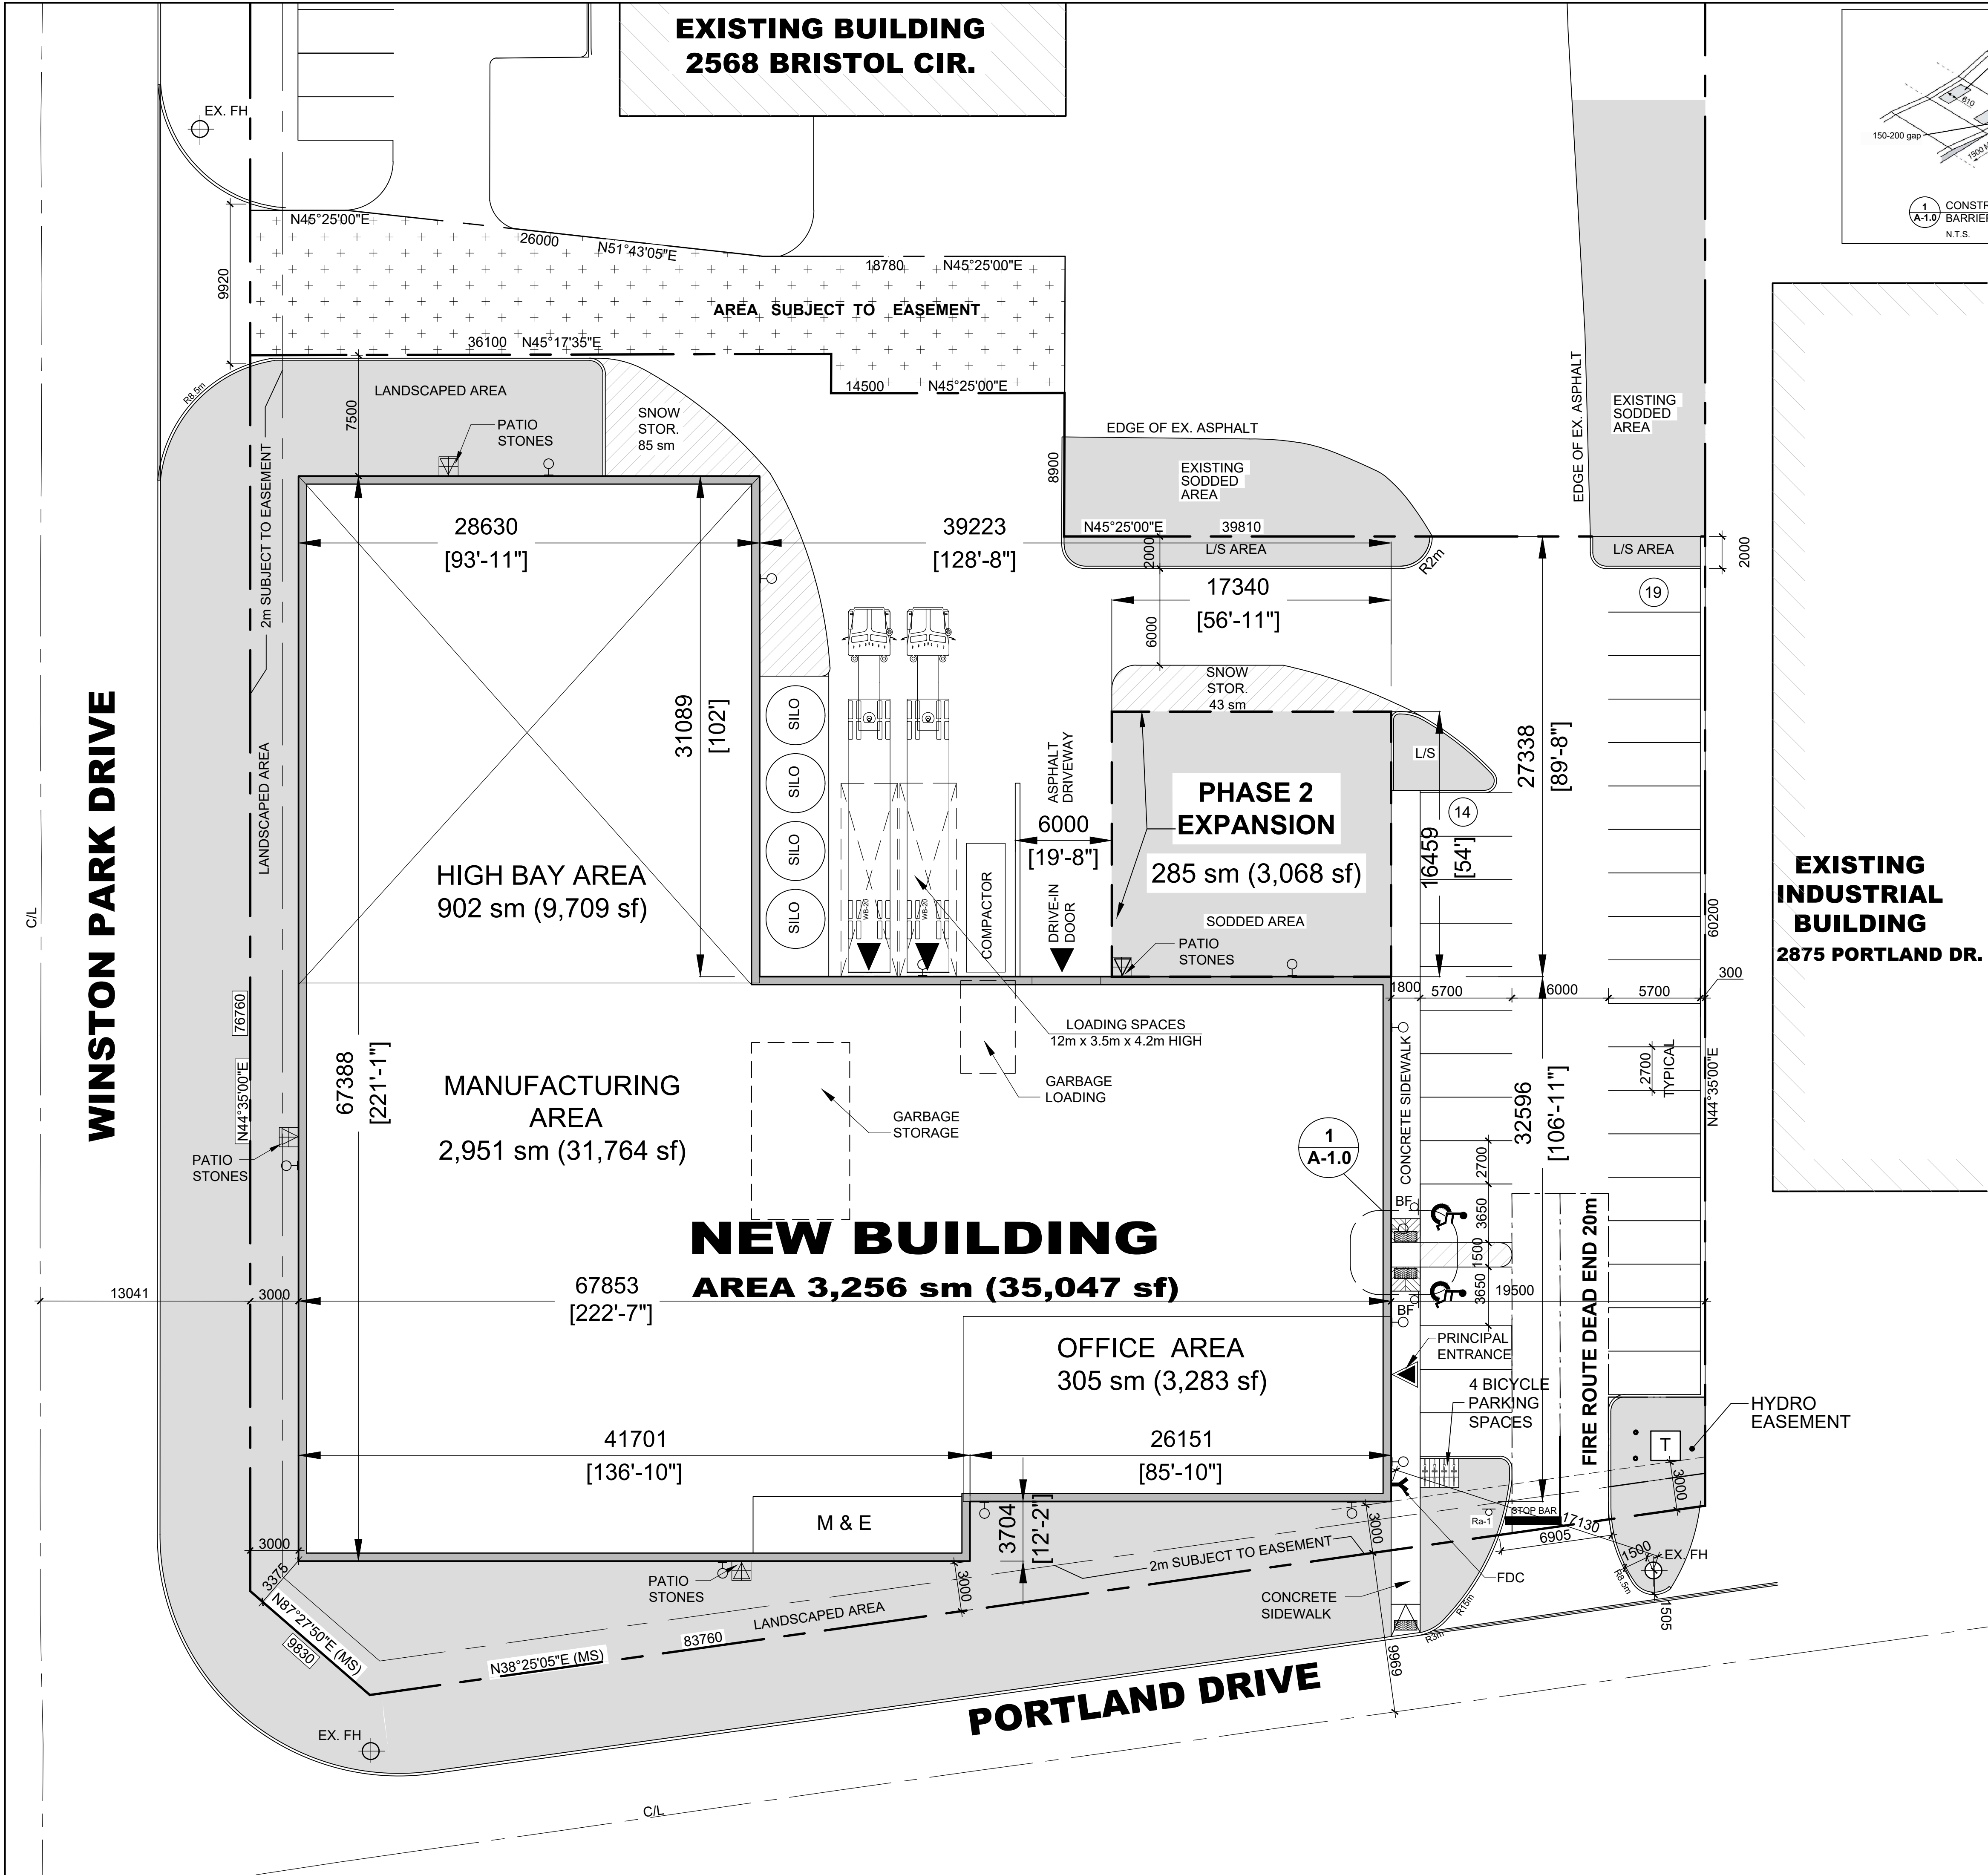 EXISTING BUILDING
2568 BRISTOL CIR.
EX. FH
150-200 gap
610
1
A-1.0
CONSTR
BARRIE
N.T.S.
N45°25'00"E
26000
N51°43'05"E
18780
N45°25'00"E
9920
AREA SUBJECT TO EASEMENT
36100
N45°17'35"E
14500
N45°25'00"E
R8.5m
LANDSCAPED AREA
7500
PATIO
STONES
SNOW
STOR.
85 sm
EDGE OF EX. ASPHALT
EXISTING
SODDED
AREA
8900
EDGE OF EX. ASPHALT
EXISTING
SODDED
AREA
2m SUBJECT TO EASEMENT
28630
[93'-11"]
39223
[128'-8"]
N45°25'00"E
39810
L/S AREA
2000
R2m
L/S AREA
2000
17340
[56'-11"]
19
6000
SNOW
STOR.
43 sm
SILO
SILO
SILO
SILO
31089
[102']
27338
[89'-8"]
L/S
ASPHALT
DRIVEWAY
6000
[19'-8"]
PHASE 2
EXPANSION
285 sm (3,068 sf)
14
16459
[54']
WINSTON PARK DRIVE
LANDSCAPED AREA
HIGH BAY AREA
902 sm (9,709 sf)
WB-20
WB-20
COMPACTOR
DRIVE-IN
DOOR
SODDED AREA
PATIO
STONES
EXISTING
INDUSTRIAL
BUILDING
2875 PORTLAND DR.
60200
C/L
300
1800
5700
6000
5700
76760
N44°35'00"E
67388
[221'-1"]
LOADING SPACES
12m x 3.5m x 4.2m HIGH
GARBAGE
LOADING
GARBAGE
STORAGE
MANUFACTURING
AREA
2,951 sm (31,764 sf)
CONCRETE SIDEWALK
32596
[106'-11"]
2700
TYPICAL
N44°35'00"E
1
A-1.0
PATIO
STONES
2700
BF
3650
1500
3650
BF
NEW BUILDING
AREA 3,256 sm (35,047 sf)
FIRE ROUTE DEAD END 20m
13041
3000
67853
[222'-7"]
19500
PRINCIPAL
ENTRANCE
OFFICE AREA
305 sm (3,283 sf)
4 BICYCLE
PARKING
SPACES
HYDRO
EASEMENT
T
3000
41701
[136'-10"]
26151
[85'-10"]
M & E
3704
[12'-2"]
3000
Ra-1
STOP BAR
17130
6905
1500
EX. FH
R8.5m
1505
3000
3375
N87°27'50"E (MS)
9830
PATIO
STONES
3000
2m SUBJECT TO EASEMENT
FDC
CONCRETE
SIDEWALK
R15m
R3m
LANDSCAPED AREA
83760
N38°25'05"E (MS)
9969
PORTLAND DRIVE
EX. FH
C/L